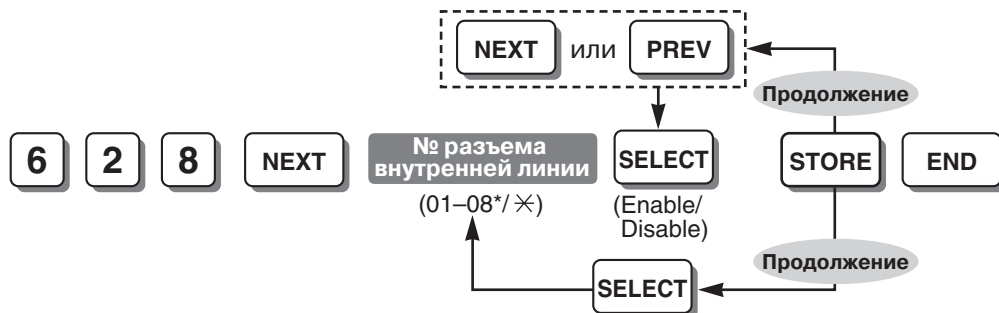 NEXT или PREV
Продолжение
6 2 8 NEXT № разъема внутренней линии SELECT STORE END
(01–08*/✳)
(Enable/
Disable)
Продолжение
SELECT